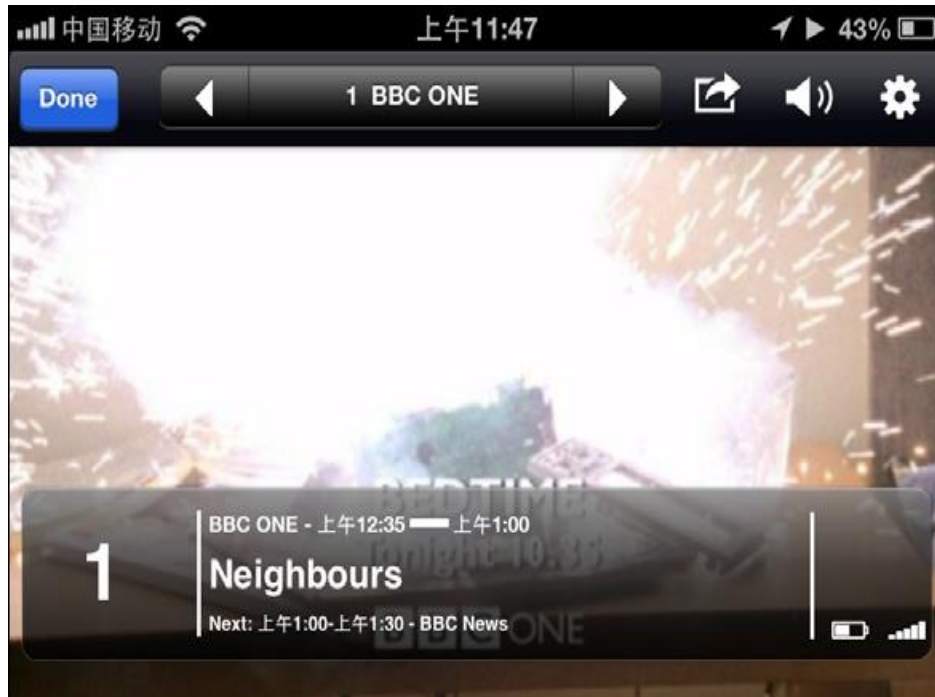 中国移动
上午11:47
43%
Done
1 BBC ONE
BEDTIME
Tonight 10:35
BBC ONE
1
BBC ONE - 上午12:35 上午1:00
Neighbours
Next: 上午1:00-上午1:30 - BBC News